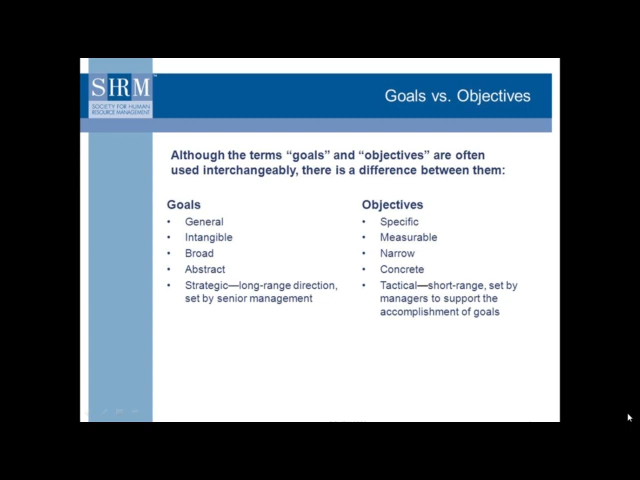 SHRM
SOCIETY FOR HUMAN
RESOURCE MANAGEMENT
Goals vs. Objectives
Although the terms “goals” and “objectives” are often
used interchangeably, there is a difference between them:
Goals
• General
• Intangible
• Broad
• Abstract
• Strategic—long-range direction,
set by senior management
Objectives
• Specific
• Measurable
• Narrow
• Concrete
• Tactical—short-range, set by
managers to support the
accomplishment of goals